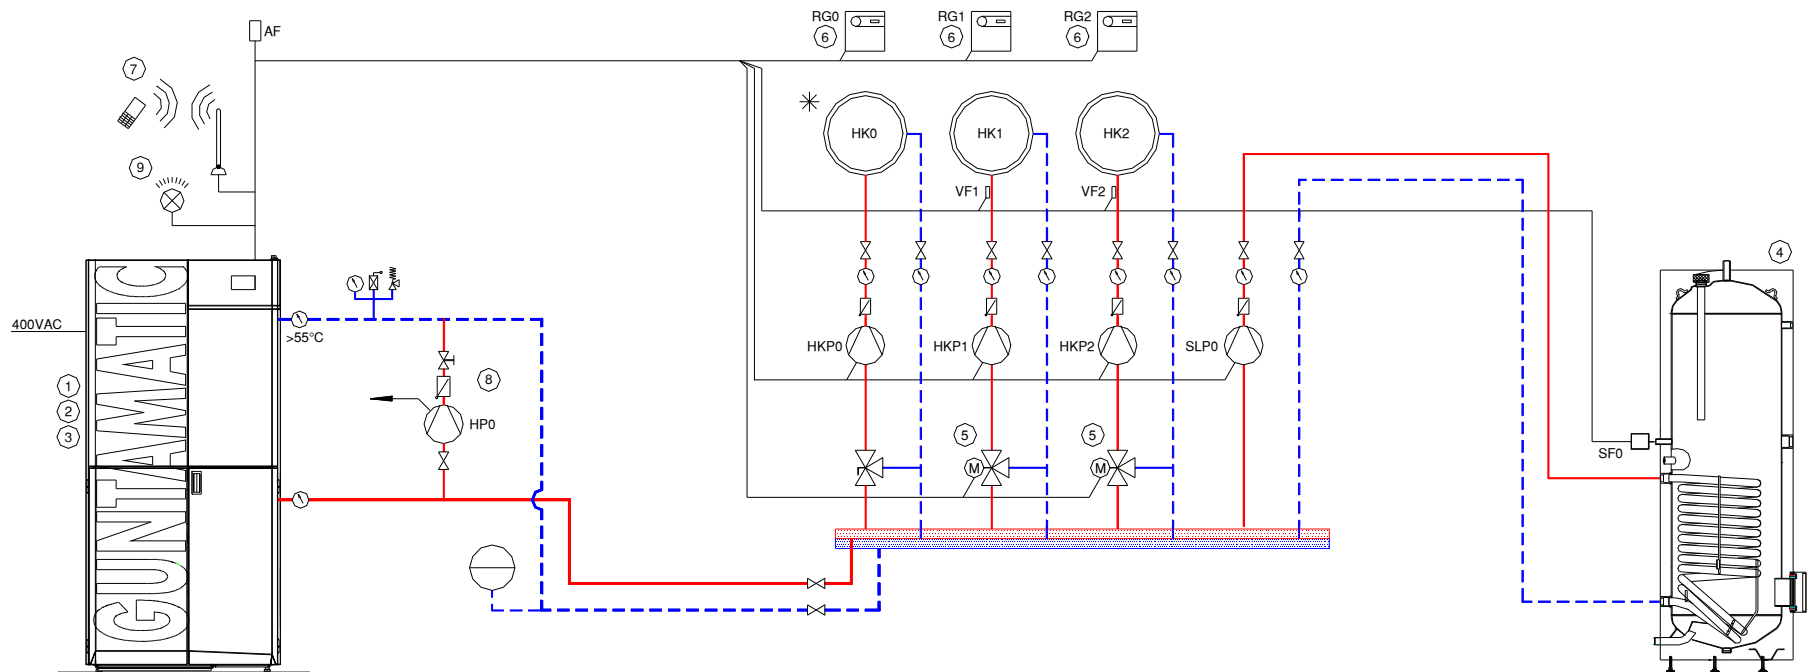 RG0
6
RG1
6
RG2
6
AF
7
9
HK0
HK1
HK2
VF1
VF2
4
400VAC
>55°C
HKP0
HKP1
HKP2
SLP0
1
2
3
8
HP0
5
5
SF0
M
M
GUNTAMATIC